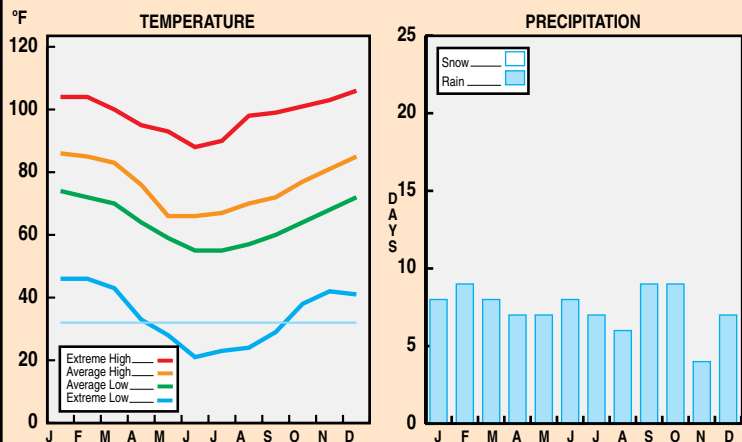 °F
TEMPERATURE
120
100
80
60
40
20
0
Extreme High
Average High
Average Low
Extreme Low
J F M A M J J A S O N D
PRECIPITATION
25
20
15
10
5
0
DAYS
Snow
Rain
J F M A M J J A S O N D